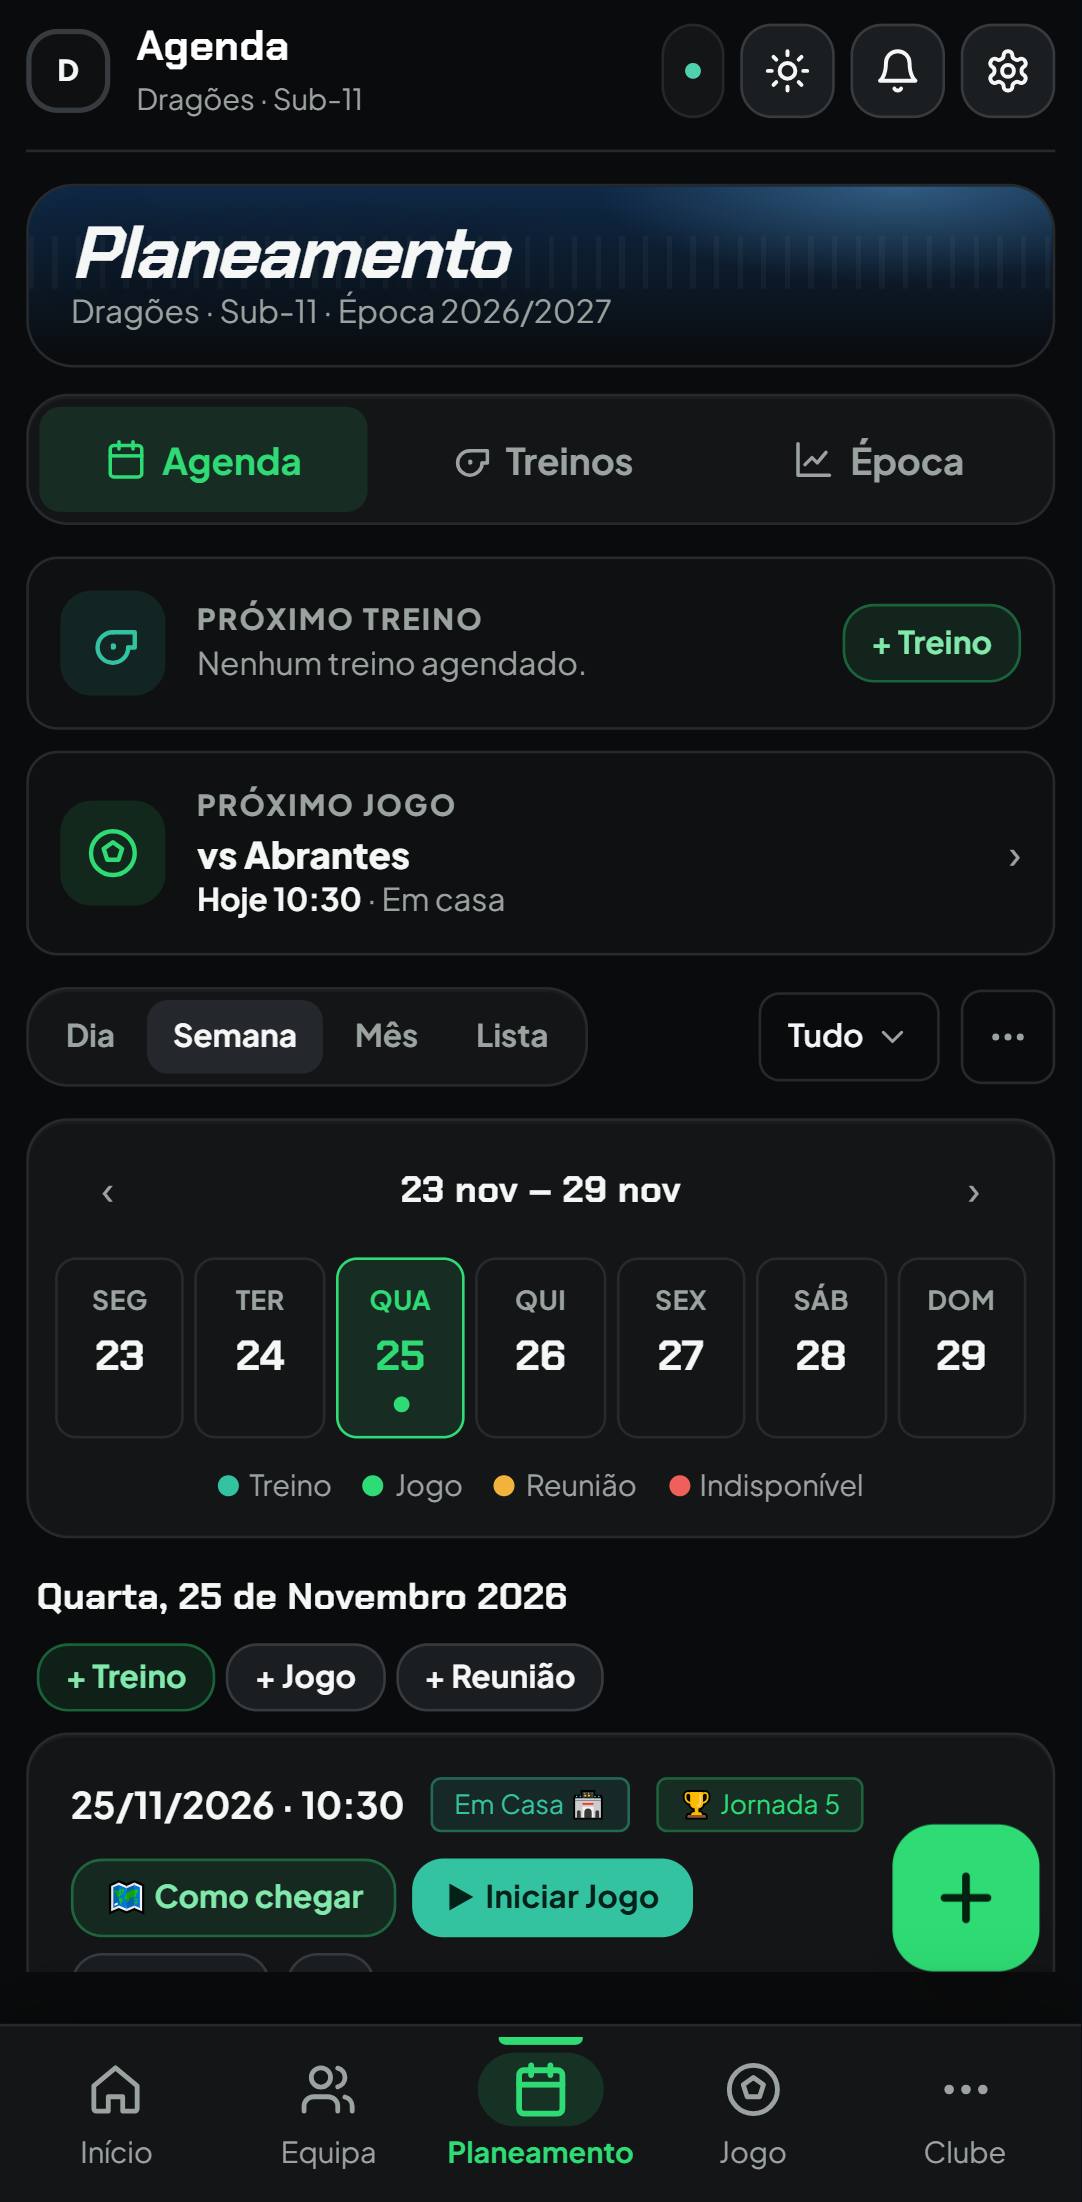 D
Agenda
Dragões · Sub-11
Planeamento
Dragões · Sub-11 · Época 2026/2027
Agenda
Treinos
Época
PRÓXIMO TREINO
Nenhum treino agendado.
+ Treino
PRÓXIMO JOGO
vs Abrantes
Hoje 10:30 · Em casa
Dia
Semana
Mês
Lista
Tudo
23 nov – 29 nov
SEG TER QUA QUI SEX SÁB DOM
23 24 25 26 27 28 29
Treino Jogo Reunião Indisponível
Quarta, 25 de Novembro 2026
+ Treino
+ Jogo
+ Reunião
25/11/2026 · 10:30
Em Casa 🏟
🏆 Jornada 5
🗺 Como chegar
▶ Iniciar Jogo
+
Início
Equipa
Planeamento
Jogo
Clube